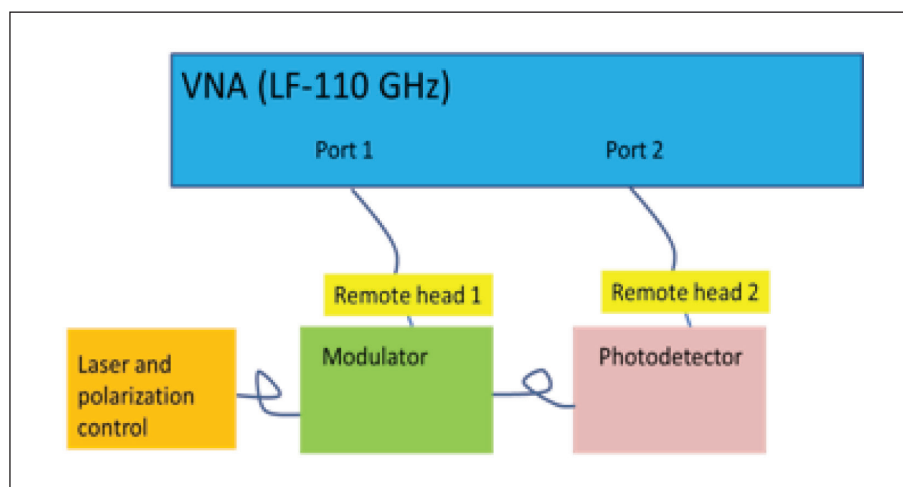 VNA (LF-110 GHz)
Port 1
Port 2
Remote head 1
Remote head 2
Laser and
polarization
control
Modulator
Photodetector